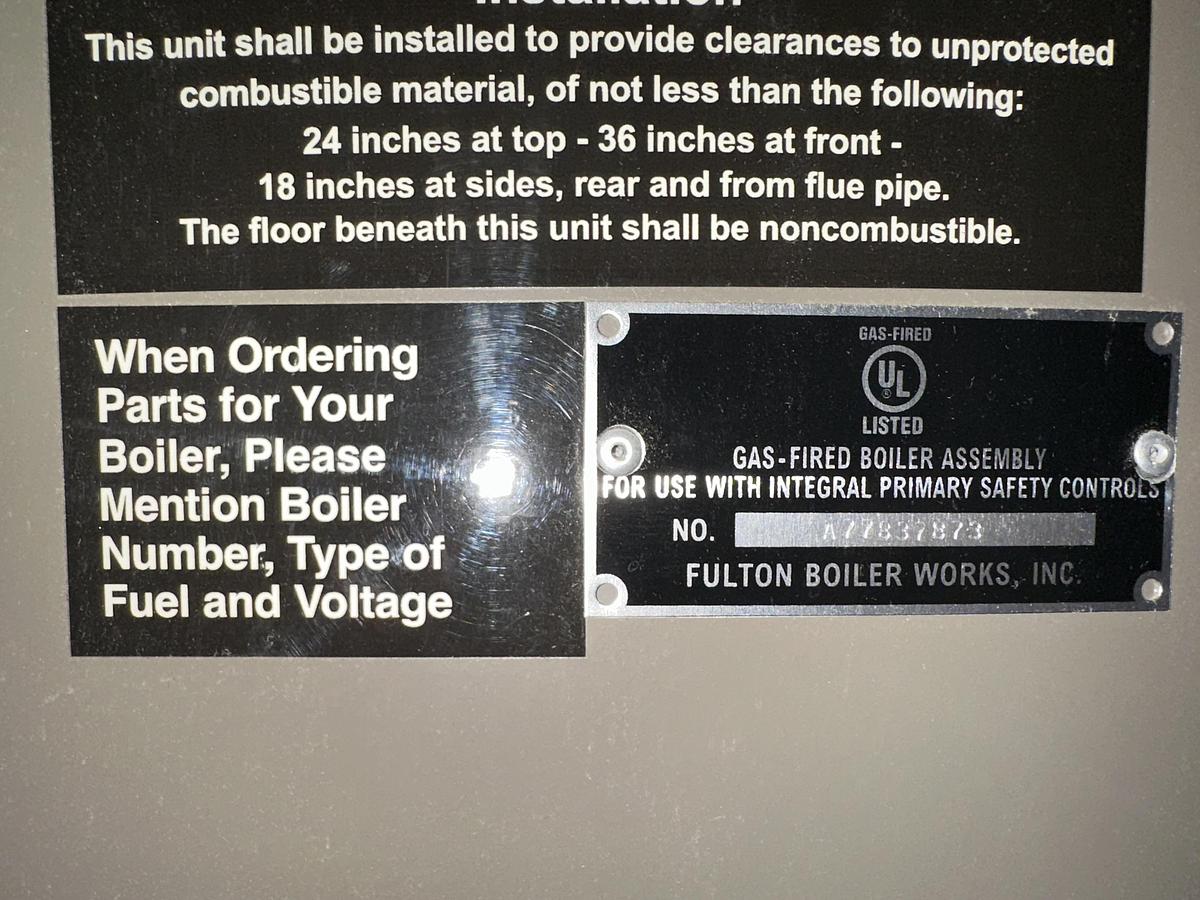 Installation
This unit shall be installed to provide clearances to unprotected
combustible material, of not less than the following:
24 inches at top - 36 inches at front -
18 inches at sides, rear and from flue pipe.
The floor beneath this unit shall be noncombustible.
When Ordering
Parts for Your
Boiler, Please
Mention Boiler
Number, Type of
Fuel and Voltage
GAS-FIRED
UL
®
LISTED
GAS-FIRED BOILER ASSEMBLY
FOR USE WITH INTEGRAL PRIMARY SAFETY CONTROLS
NO. A77837873
FULTON BOILER WORKS, INC.